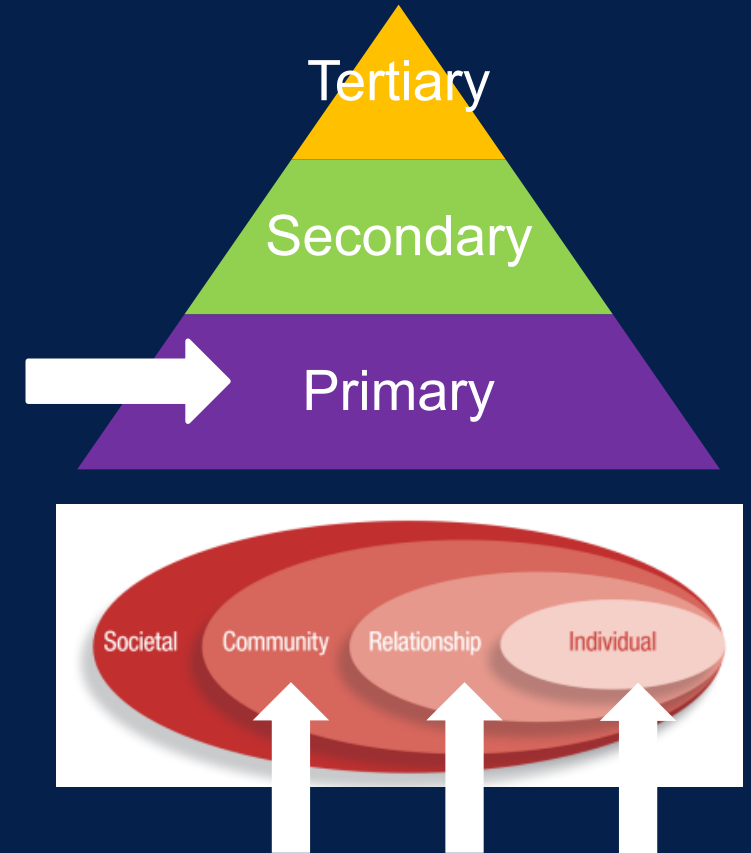 Tertiary
Secondary
Primary
Societal Community Relationship Individual